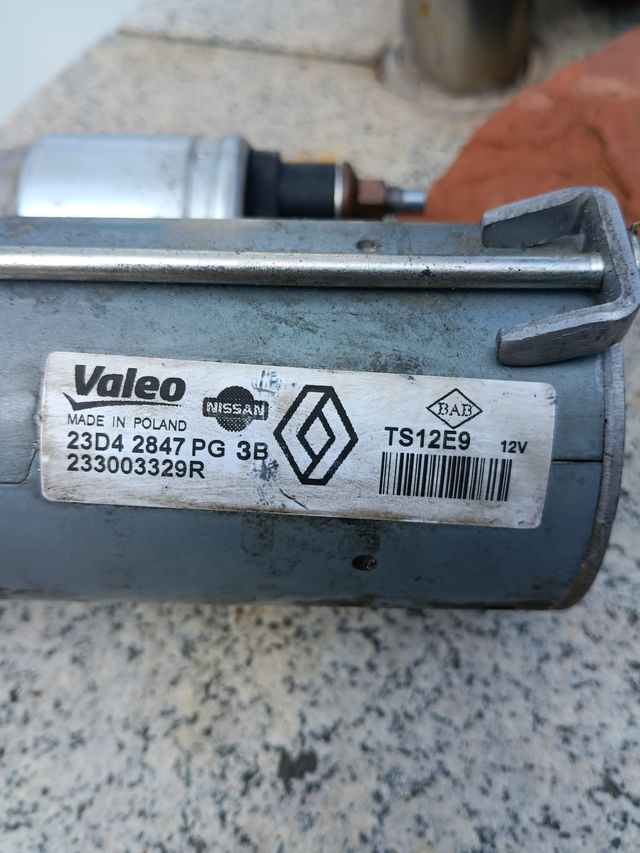 Valeo
MADE IN POLAND
NISSAN
23D4 2847 PG 3B
233003329R
BAB
TS12E9 12V